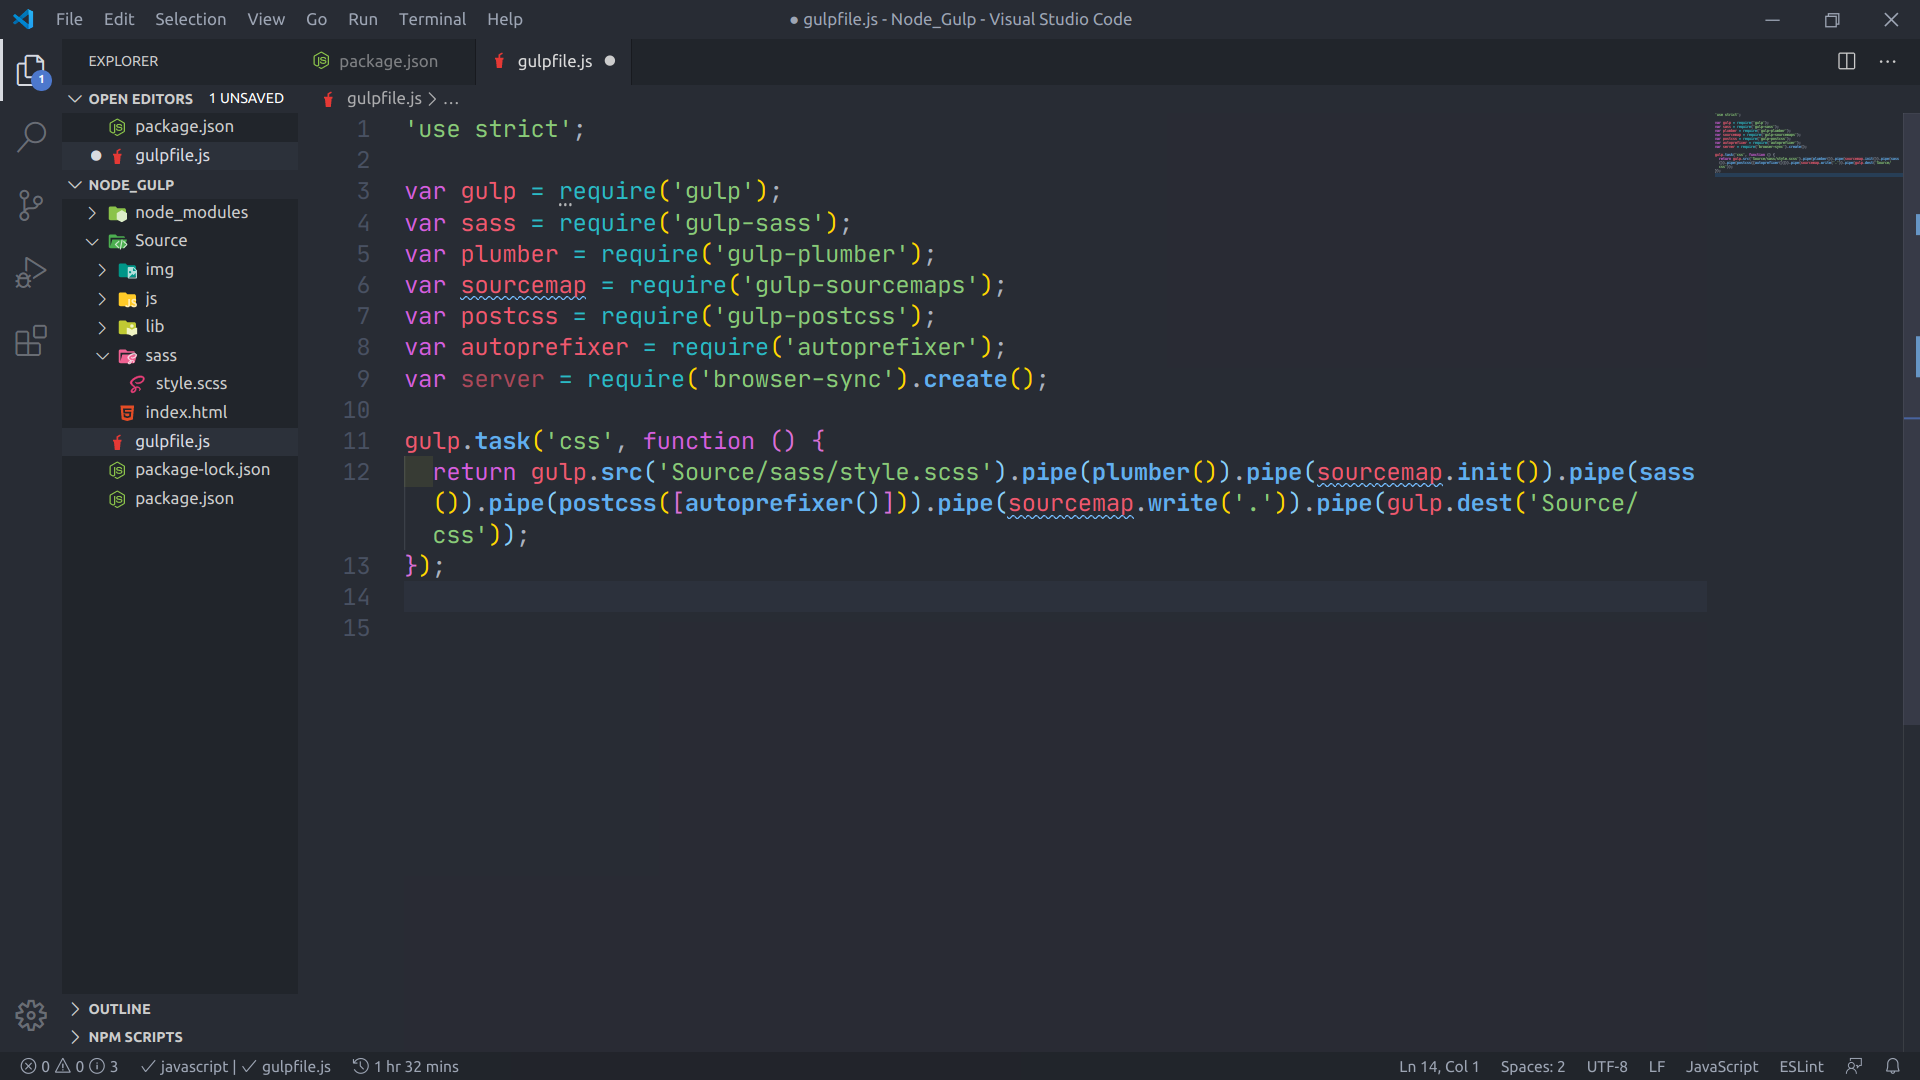 File Edit Selection View Go Run Terminal Help
● gulpfile.js - Node_Gulp - Visual Studio Code
EXPLORER
package.json
gulpfile.js
1
OPEN EDITORS 1 UNSAVED
package.json
gulpfile.js
NODE_GULP
node_modules
Source
img
js
lib
sass
style.scss
index.html
gulpfile.js
package-lock.json
package.json
OUTLINE
NPM SCRIPTS
gulpfile.js > ...
1 'use strict';
2
3 var gulp = require('gulp');
4 var sass = require('gulp-sass');
5 var plumber = require('gulp-plumber');
6 var sourcemap = require('gulp-sourcemaps');
7 var postcss = require('gulp-postcss');
8 var autoprefixer = require('autoprefixer');
9 var server = require('browser-sync').create();
10
11 gulp.task('css', function () {
12 return gulp.src('Source/sass/style.scss').pipe(plumber()).pipe(sourcemap.init()).pipe(sass
()).pipe(postcss([autoprefixer()])).pipe(sourcemap.write('.')).pipe(gulp.dest('Source/
css'));
13 });
14
15
0 0 3 javascript | gulpfile.js 1 hr 32 mins
Ln 14, Col 1 Spaces: 2 UTF-8 LF JavaScript ESLint